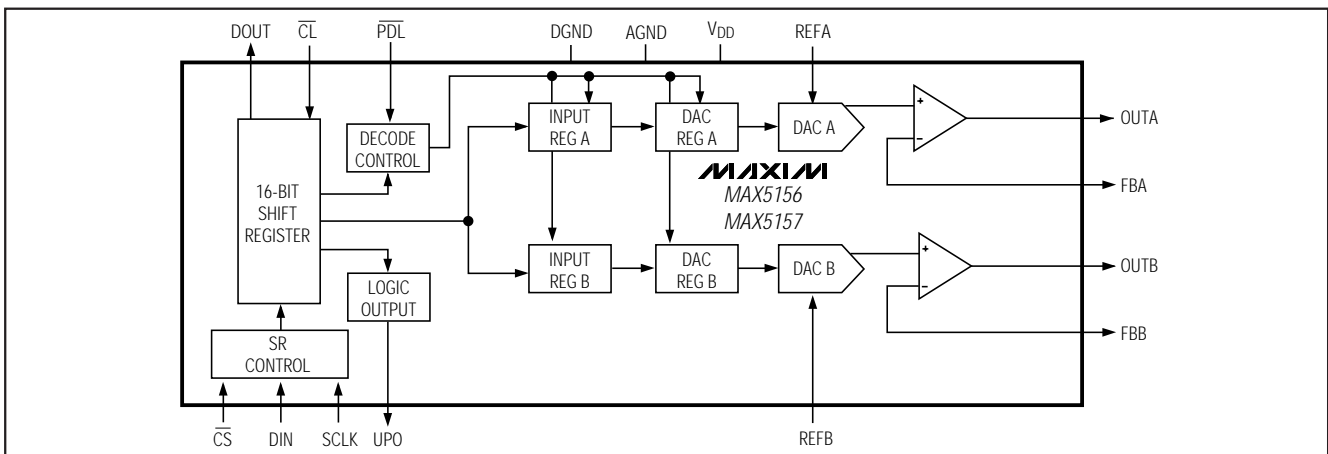 DOUT
CL
PDL
DGND
AGND
VDD
REFA
16-BIT
SHIFT
REGISTER
DECODE
CONTROL
INPUT
REG A
DAC
REG A
DAC A
+
−
OUTA
FBA
MAXIM
MAX5156
MAX5157
LOGIC
OUTPUT
INPUT
REG B
DAC
REG B
DAC B
+
−
OUTB
FBB
SR
CONTROL
CS
DIN
SCLK
UPO
REFB